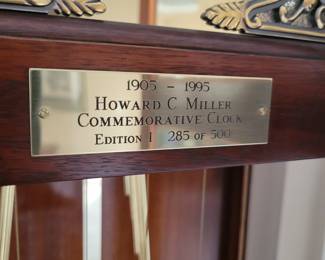 1905 - 1995
HOWARD C MILLER
COMMEMORATIVE CLOCK
EDITION I 285 OF 500